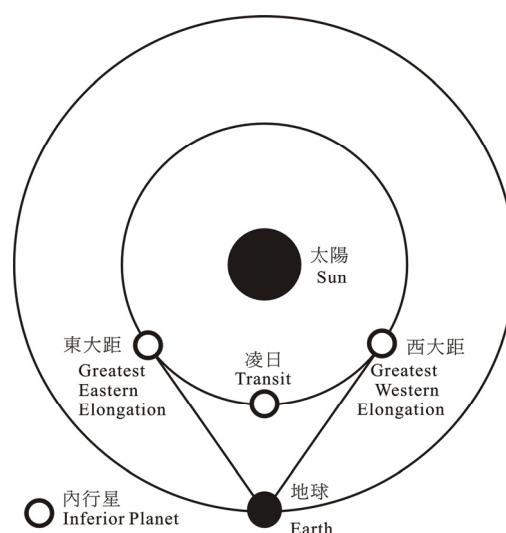 太陽
Sun
東大距
Greatest
Eastern
Elongation
凌日
Transit
西大距
Greatest
Western
Elongation
地球
Earth
內行星
Inferior Planet